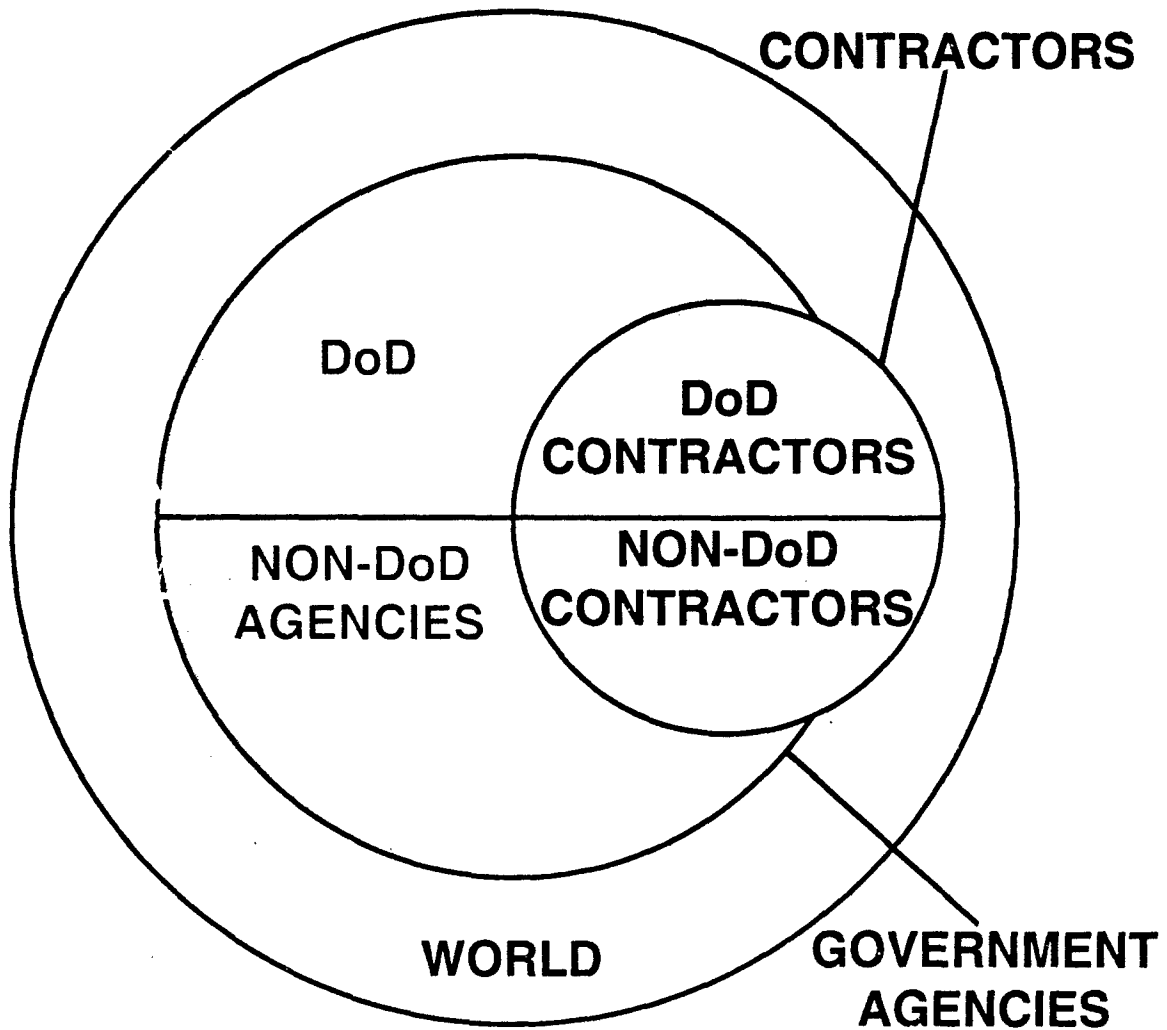 CONTRACTORS
DoD
DoD
CONTRACTORS
NON-DoD
AGENCIES
NON-DoD
CONTRACTORS
WORLD
GOVERNMENT
AGENCIES